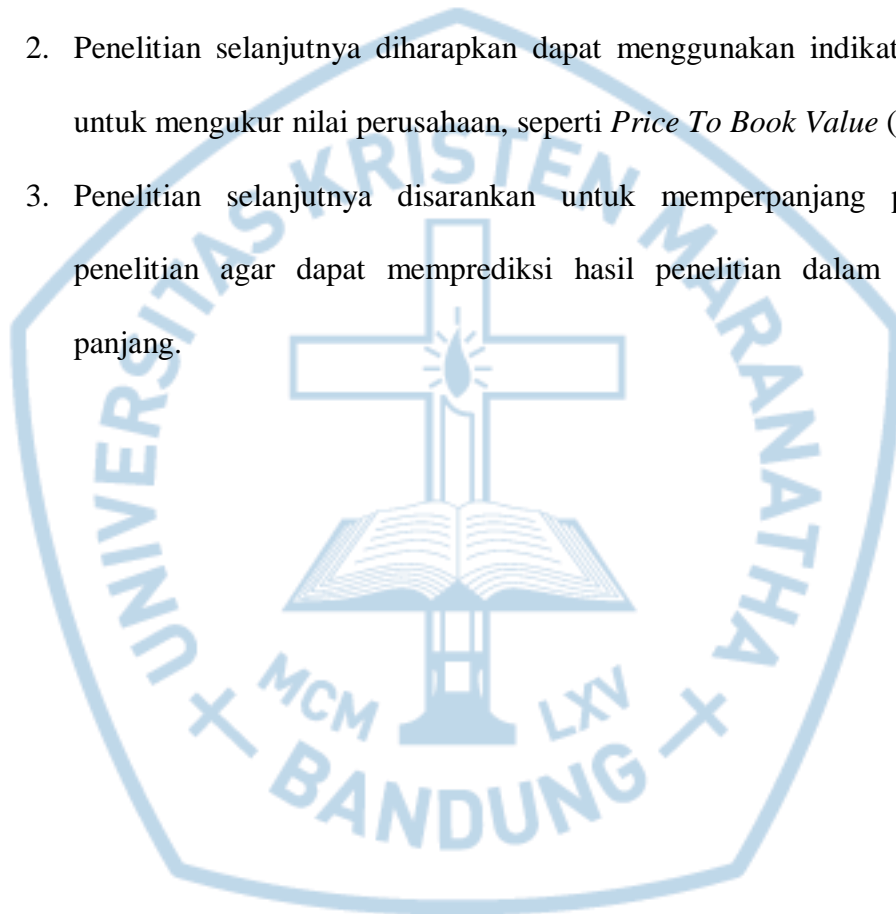 2. Penelitian selanjutnya diharapkan dapat menggunakan indikat
untuk mengukur nilai perusahaan, seperti Price To Book Value (
3. Penelitian selanjutnya disarankan untuk memperpanjang p
penelitian agar dapat memprediksi hasil penelitian dalam
panjang.
UNIVERSITAS KRISTEN MARANATHA
MCM LXV
BANDUNG